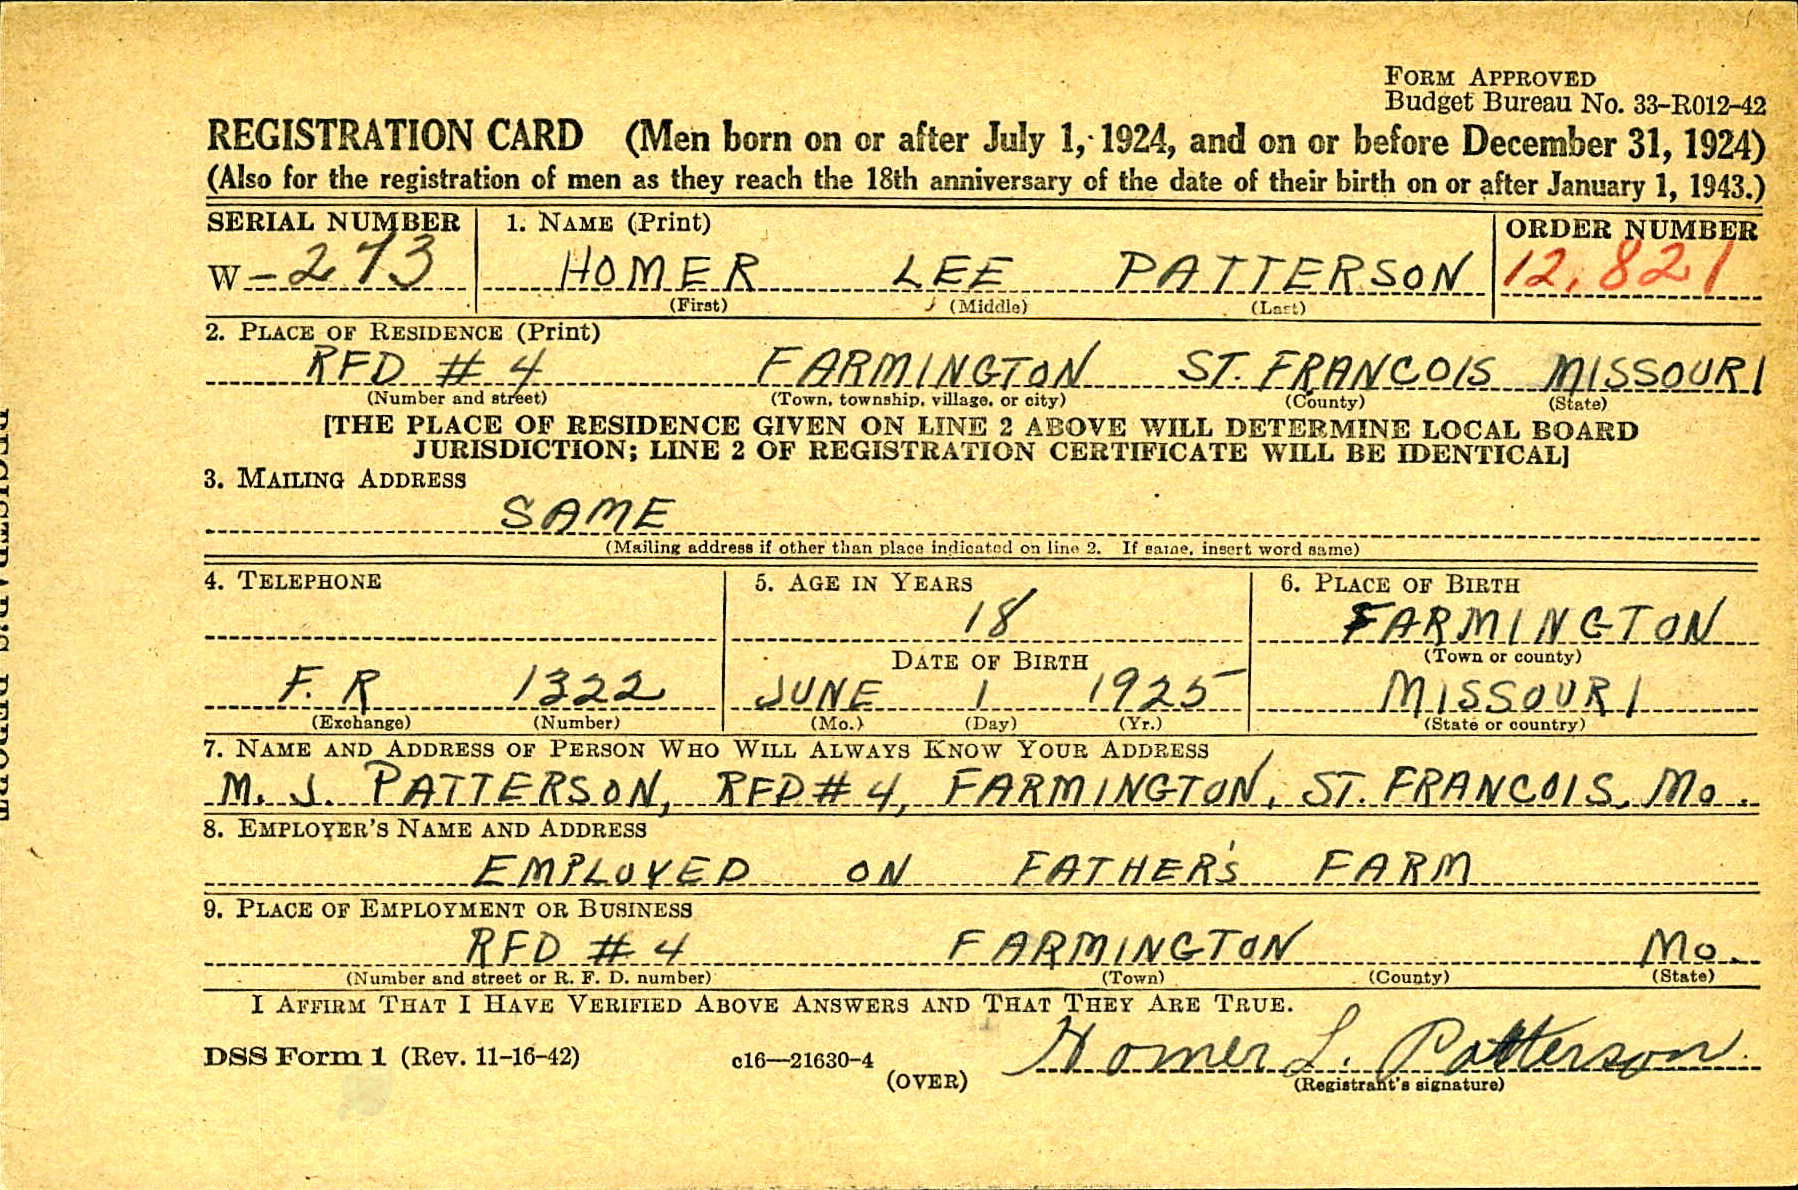 FORM APPROVED
Budget Bureau No. 33-R012-42
REGISTRATION CARD (Men born on or after July 1, 1924, and on or before December 31, 1924)
(Also for the registration of men as they reach the 18th anniversary of the date of their birth on or after January 1, 1943.)
SERIAL NUMBER 1. NAME (Print) ORDER NUMBER
W-273 HOMER LEE PATTERSON 12,821
(First) (Middle) (Last)
2. PLACE OF RESIDENCE (Print)
RFD # 4 FARMINGTON ST. FRANCOIS MISSOURI
(Number and street) (Town, township, village, or city) (County) (State)
[THE PLACE OF RESIDENCE GIVEN ON LINE 2 ABOVE WILL DETERMINE LOCAL BOARD
JURISDICTION; LINE 2 OF REGISTRATION CERTIFICATE WILL BE IDENTICAL]
3. MAILING ADDRESS
SAME
(Mailing address if other than place indicated on line 2. If same, insert word same)
4. TELEPHONE 5. AGE IN YEARS 6. PLACE OF BIRTH
18 FARMINGTON
DATE OF BIRTH (Town or county)
F. R 1322 JUNE 1 1925 MISSOURI
(Exchange) (Number) (Mo.) (Day) (Yr.) (State or country)
7. NAME AND ADDRESS OF PERSON WHO WILL ALWAYS KNOW YOUR ADDRESS
M. J. PATTERSON, RFD # 4, FARMINGTON, ST. FRANCOIS, Mo.
8. EMPLOYER'S NAME AND ADDRESS
EMPLOYED ON FATHER'S FARM
9. PLACE OF EMPLOYMENT OR BUSINESS
RFD # 4 FARMINGTON Mo.
(Number and street or R. F. D. number) (Town) (County) (State)
I AFFIRM THAT I HAVE VERIFIED ABOVE ANSWERS AND THAT THEY ARE TRUE.
DSS Form 1 (Rev. 11-16-42) c16—21630-4 Homer L. Patterson
(OVER) (Registrant's signature)